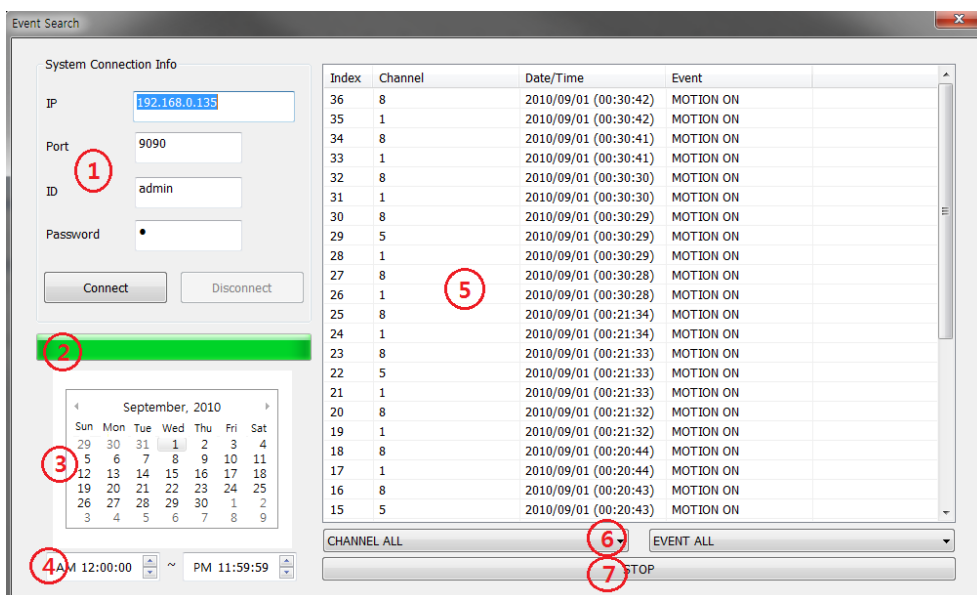 Event Search
x
System Connection Info
IP 192.168.0.135
Port 9090
1
ID admin
Password ●
Connect Disconnect
2
September, 2010
Sun Mon Tue Wed Thu Fri Sat
29 30 31 1 2 3 4
5 6 7 8 9 10 11
3
12 13 14 15 16 17 18
19 20 21 22 23 24 25
26 27 28 29 30 1 2
3 4 5 6 7 8 9
4
AM 12:00:00 ~ PM 11:59:59
Index Channel Date/Time Event
36 8 2010/09/01 (00:30:42) MOTION ON
35 1 2010/09/01 (00:30:42) MOTION ON
34 8 2010/09/01 (00:30:41) MOTION ON
33 1 2010/09/01 (00:30:41) MOTION ON
32 8 2010/09/01 (00:30:30) MOTION ON
31 1 2010/09/01 (00:30:30) MOTION ON
30 8 2010/09/01 (00:30:29) MOTION ON
29 5 2010/09/01 (00:30:29) MOTION ON
28 1 2010/09/01 (00:30:29) MOTION ON
27 8 2010/09/01 (00:30:28) MOTION ON
5
26 1 2010/09/01 (00:30:28) MOTION ON
25 8 2010/09/01 (00:21:34) MOTION ON
24 1 2010/09/01 (00:21:34) MOTION ON
23 8 2010/09/01 (00:21:33) MOTION ON
22 5 2010/09/01 (00:21:33) MOTION ON
21 1 2010/09/01 (00:21:33) MOTION ON
20 8 2010/09/01 (00:21:32) MOTION ON
19 1 2010/09/01 (00:21:32) MOTION ON
18 8 2010/09/01 (00:20:44) MOTION ON
17 1 2010/09/01 (00:20:44) MOTION ON
16 8 2010/09/01 (00:20:43) MOTION ON
15 5 2010/09/01 (00:20:43) MOTION ON
CHANNEL ALL 6 EVENT ALL
7 STOP